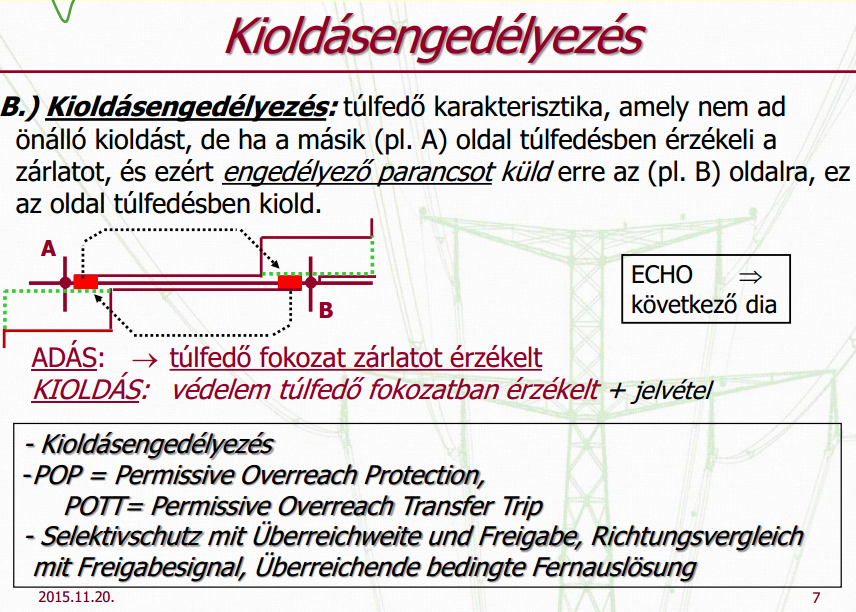 Kioldásengedélyezés
B.) Kioldásengedélyezés: túlfedő karakterisztika, amely nem ad
önálló kioldást, de ha a másik (pl. A) oldal túlfedésben érzékeli a
zárlatot, és ezért engedélyező parancsot küld erre az (pl. B) oldalra, ez
az oldal túlfedésben kiold.
A
B
ECHO ⇒
következő dia
ADÁS: → túlfedő fokozat zárlatot érzékelt
KIOLDÁS: védelem túlfedő fokozatban érzékelt + jelvétel
- Kioldásengedélyezés
-POP = Permissive Overreach Protection,
POTT= Permissive Overreach Transfer Trip
- Selektivschutz mit Überreichweite und Freigabe, Richtungsvergleich
mit Freigabesignal, Überreichende bedingte Fernauslösung
2015.11.20.
7